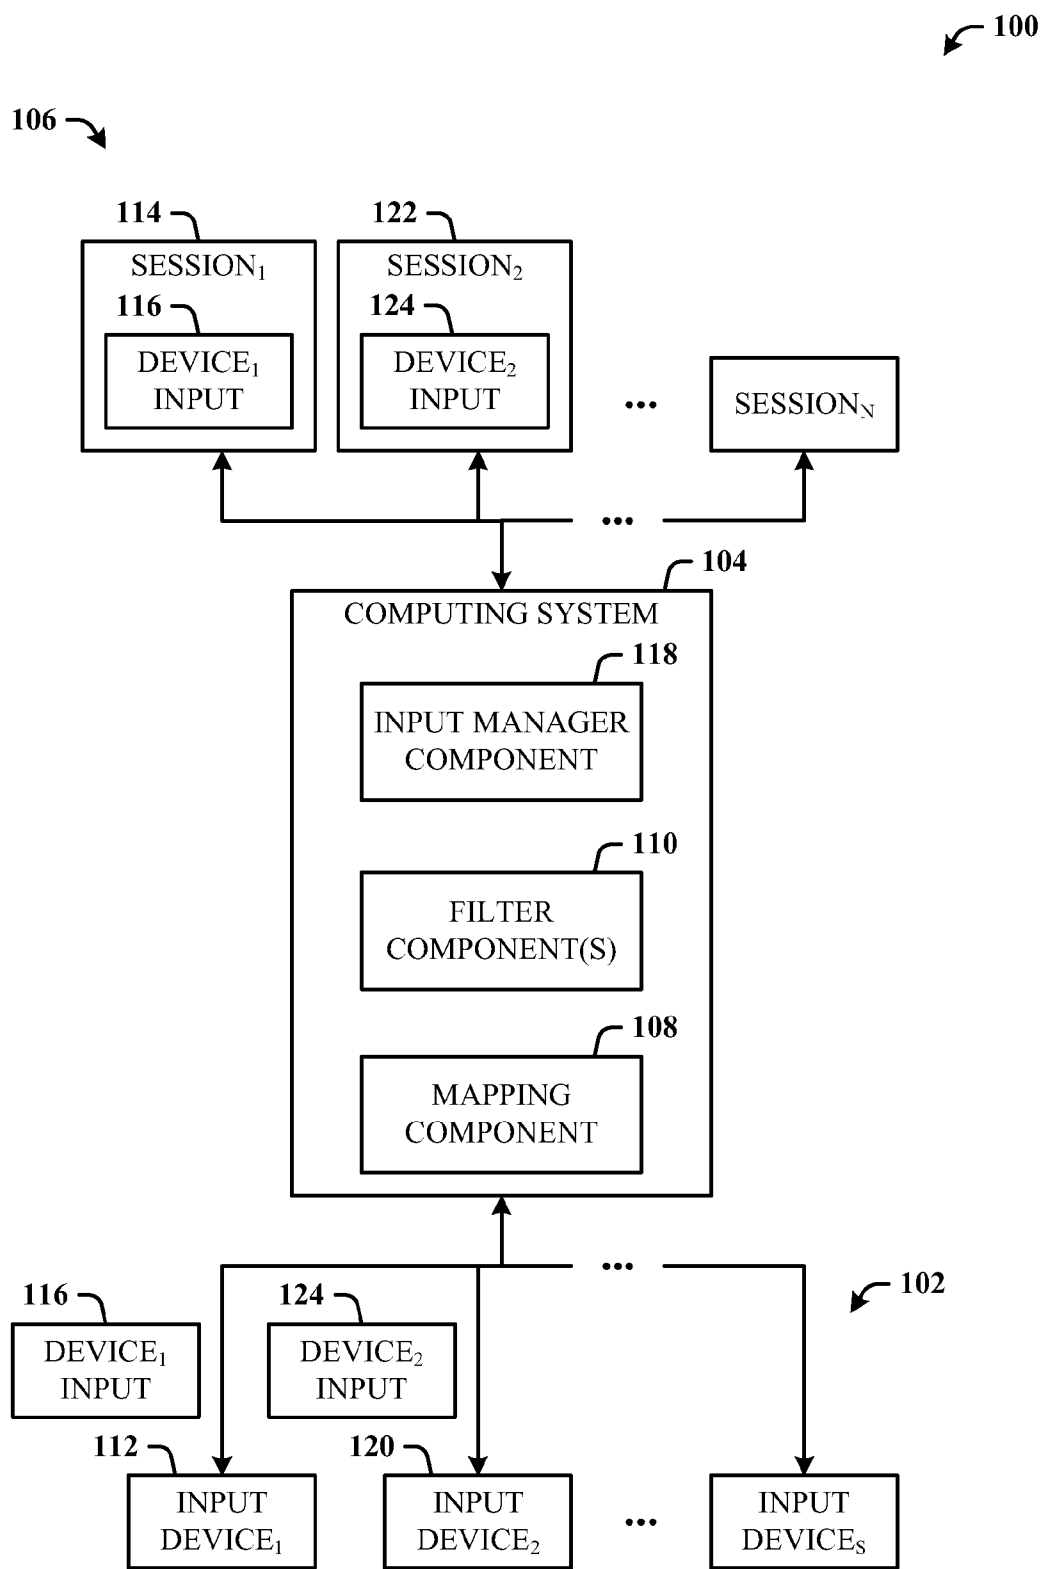 100
106
114
122
SESSION₁
SESSION₂
116
124
DEVICE₁
INPUT
DEVICE₂
INPUT
...
SESSION_N
...
104
COMPUTING SYSTEM
118
INPUT MANAGER
COMPONENT
110
FILTER
COMPONENT(S)
108
MAPPING
COMPONENT
...
102
116
124
DEVICE₁
INPUT
DEVICE₂
INPUT
112
120
INPUT
DEVICE₁
INPUT
DEVICE₂
...
INPUT
DEVICE_S